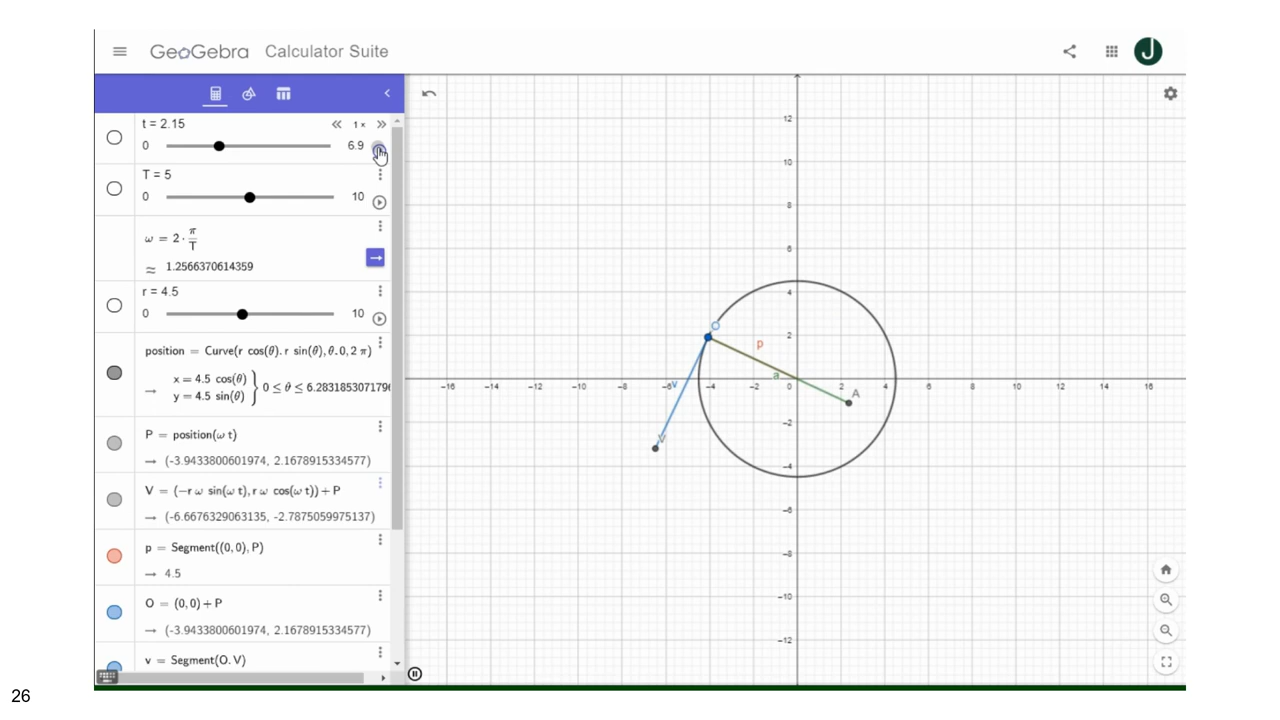 GeoGebra Calculator Suite
J
t = 2.15
1 ×
0
6.9
T = 5
0
10
ω = 2 · π/T
≈ 1.2566370614359
r = 4.5
0
10
position = Curve(r cos(θ). r sin(θ), θ.0, 2 π)
→ x = 4.5 cos(θ)
y = 4.5 sin(θ) } 0 ≤ θ ≤ 6.283185307179
P = position(ω t)
→ (-3.9433800601974, 2.1678915334577)
V = (−r ω sin(ω t), r ω cos(ω t)) + P
→ (-6.6676329063135, -2.7875059975137)
p = Segment((0, 0), P)
→ 4.5
O = (0, 0) + P
→ (-3.9433800601974, 2.1678915334577)
v = Segment(O. V)
12
10
8
6
4
2
−16 −14 −12 −10 −8 −6 −4 −2 0 2 4 6 8 10 12 14 16
−2
−4
−6
−8
−10
−12
O
p
a
v
A
V
26